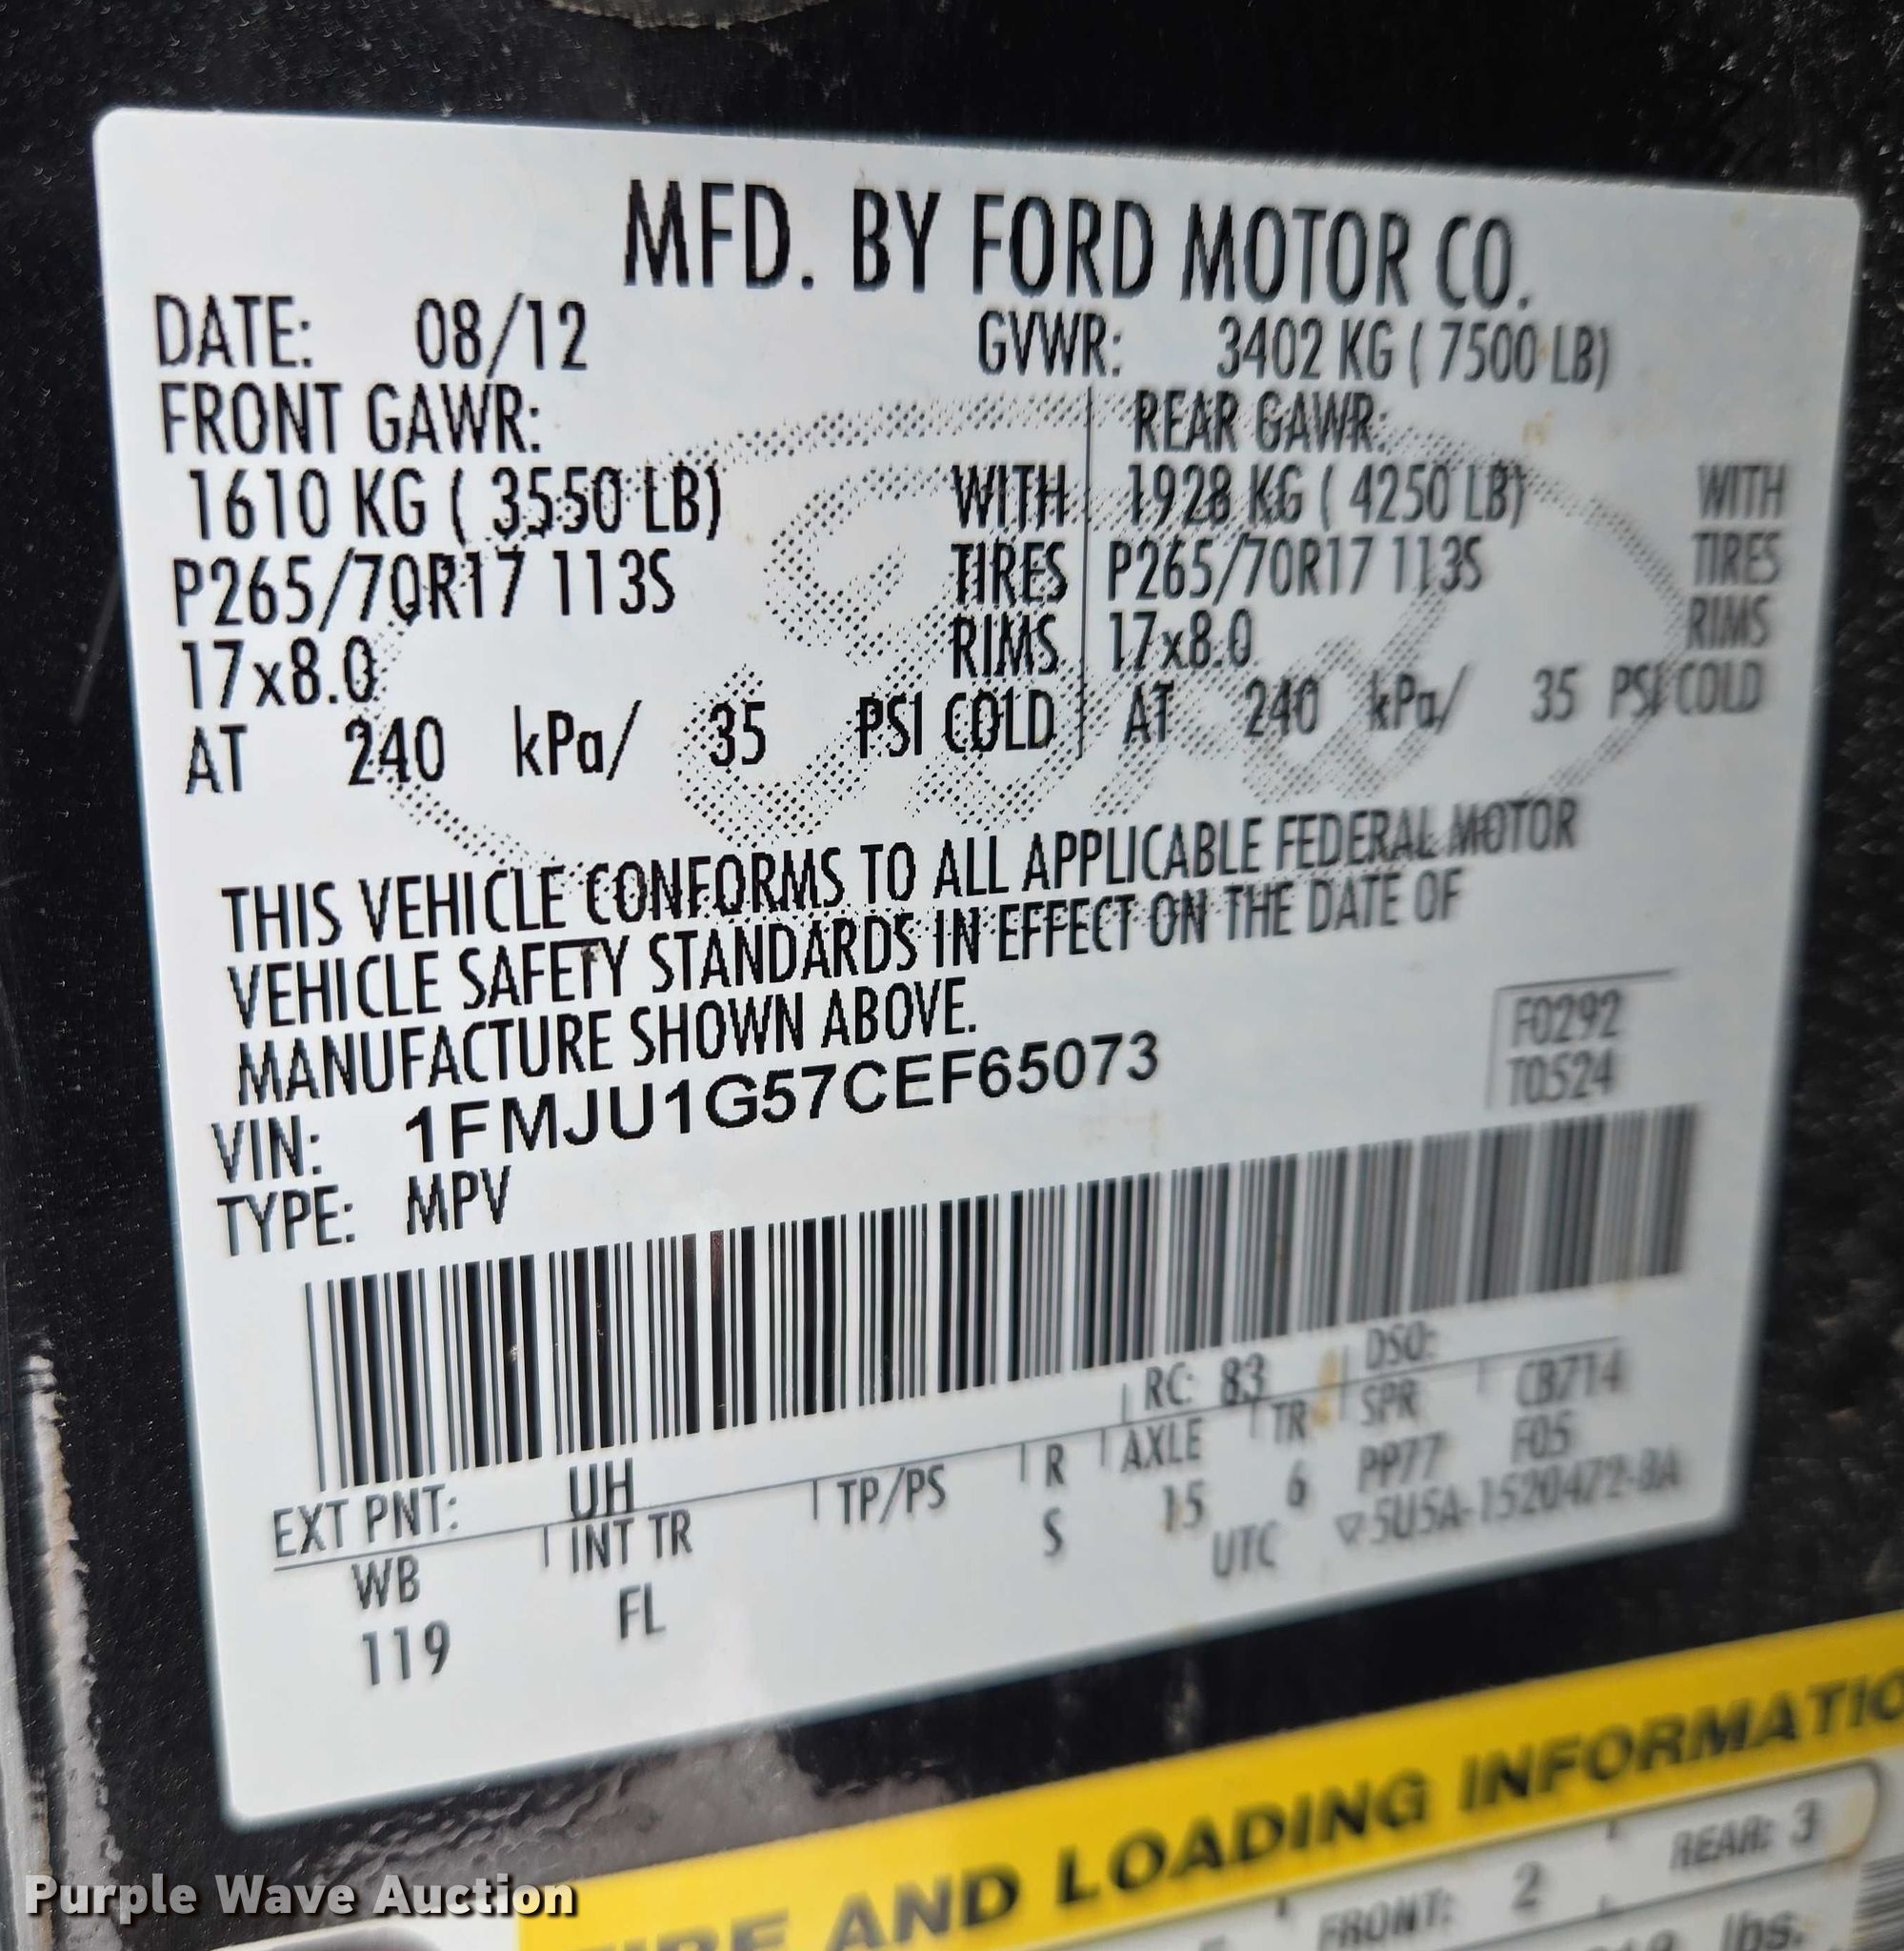 MFD. BY FORD MOTOR CO.
DATE: 08/12 GVWR: 3402 KG ( 7500 LB)
FRONT GAWR: REAR GAWR:
1610 KG ( 3550 LB) WITH 1928 KG ( 4250 LB) WITH
P265/70R17 113S TIRES P265/70R17 113S TIRES
17x8.0 RIMS 17x8.0 RIMS
AT 240 kPa/ 35 PSI COLD AT 240 kPa/ 35 PSI COLD
THIS VEHICLE CONFORMS TO ALL APPLICABLE FEDERAL MOTOR
VEHICLE SAFETY STANDARDS IN EFFECT ON THE DATE OF
MANUFACTURE SHOWN ABOVE.
F0292
T0524
VIN: 1FMJU1G57CEF65073
TYPE: MPV
EXT PNT: UH RC: 83 DSO:
WB INT TR TP/PS R AXLE TR SPR CB714
119 FL S 15 6 PP77 F05
UTC ▽5U5A-1520472-BA
AND LOADING INFORMATIO
FRONT: 2 REAR: 3
lbs.
Purple Wave Auction